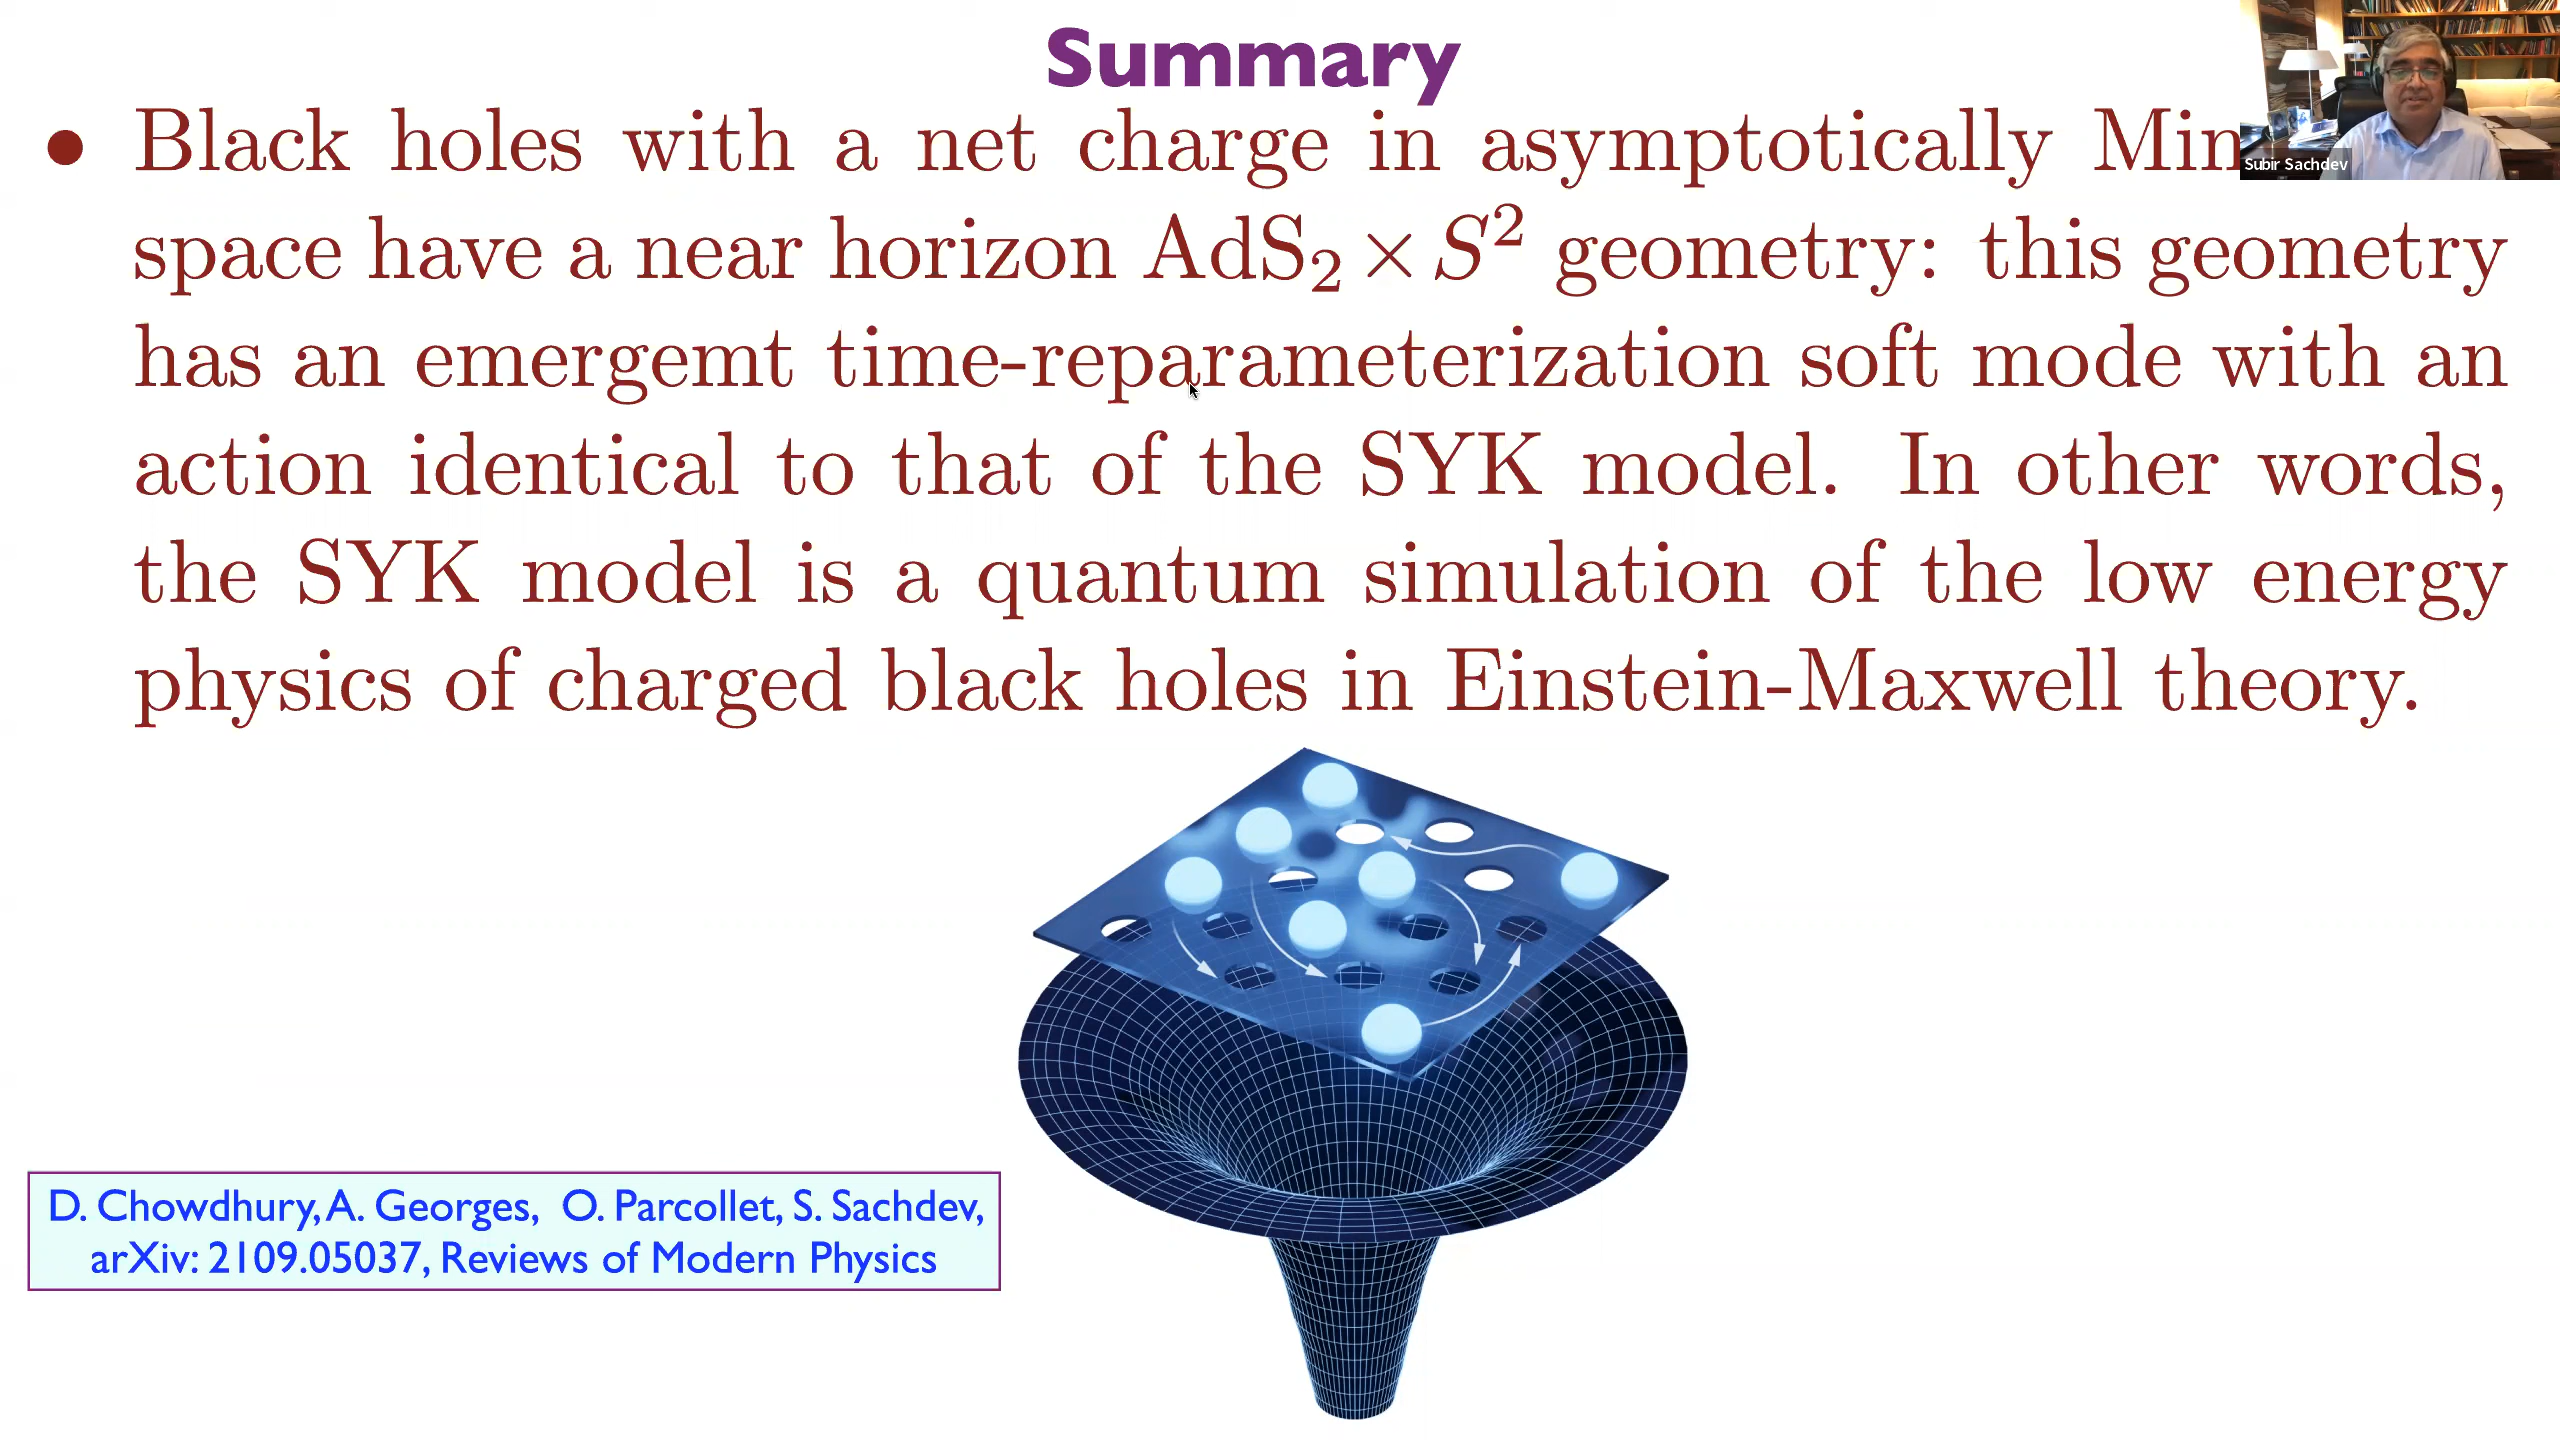 Summary
• Black holes with a net charge in asymptotically Min
Subir Sachdev
space have a near horizon AdS₂ × S² geometry: this geometry
has an emergemt time-reparameterization soft mode with an
action identical to that of the SYK model. In other words,
the SYK model is a quantum simulation of the low energy
physics of charged black holes in Einstein-Maxwell theory.
D. Chowdhury, A. Georges, O. Parcollet, S. Sachdev,
arXiv: 2109.05037, Reviews of Modern Physics